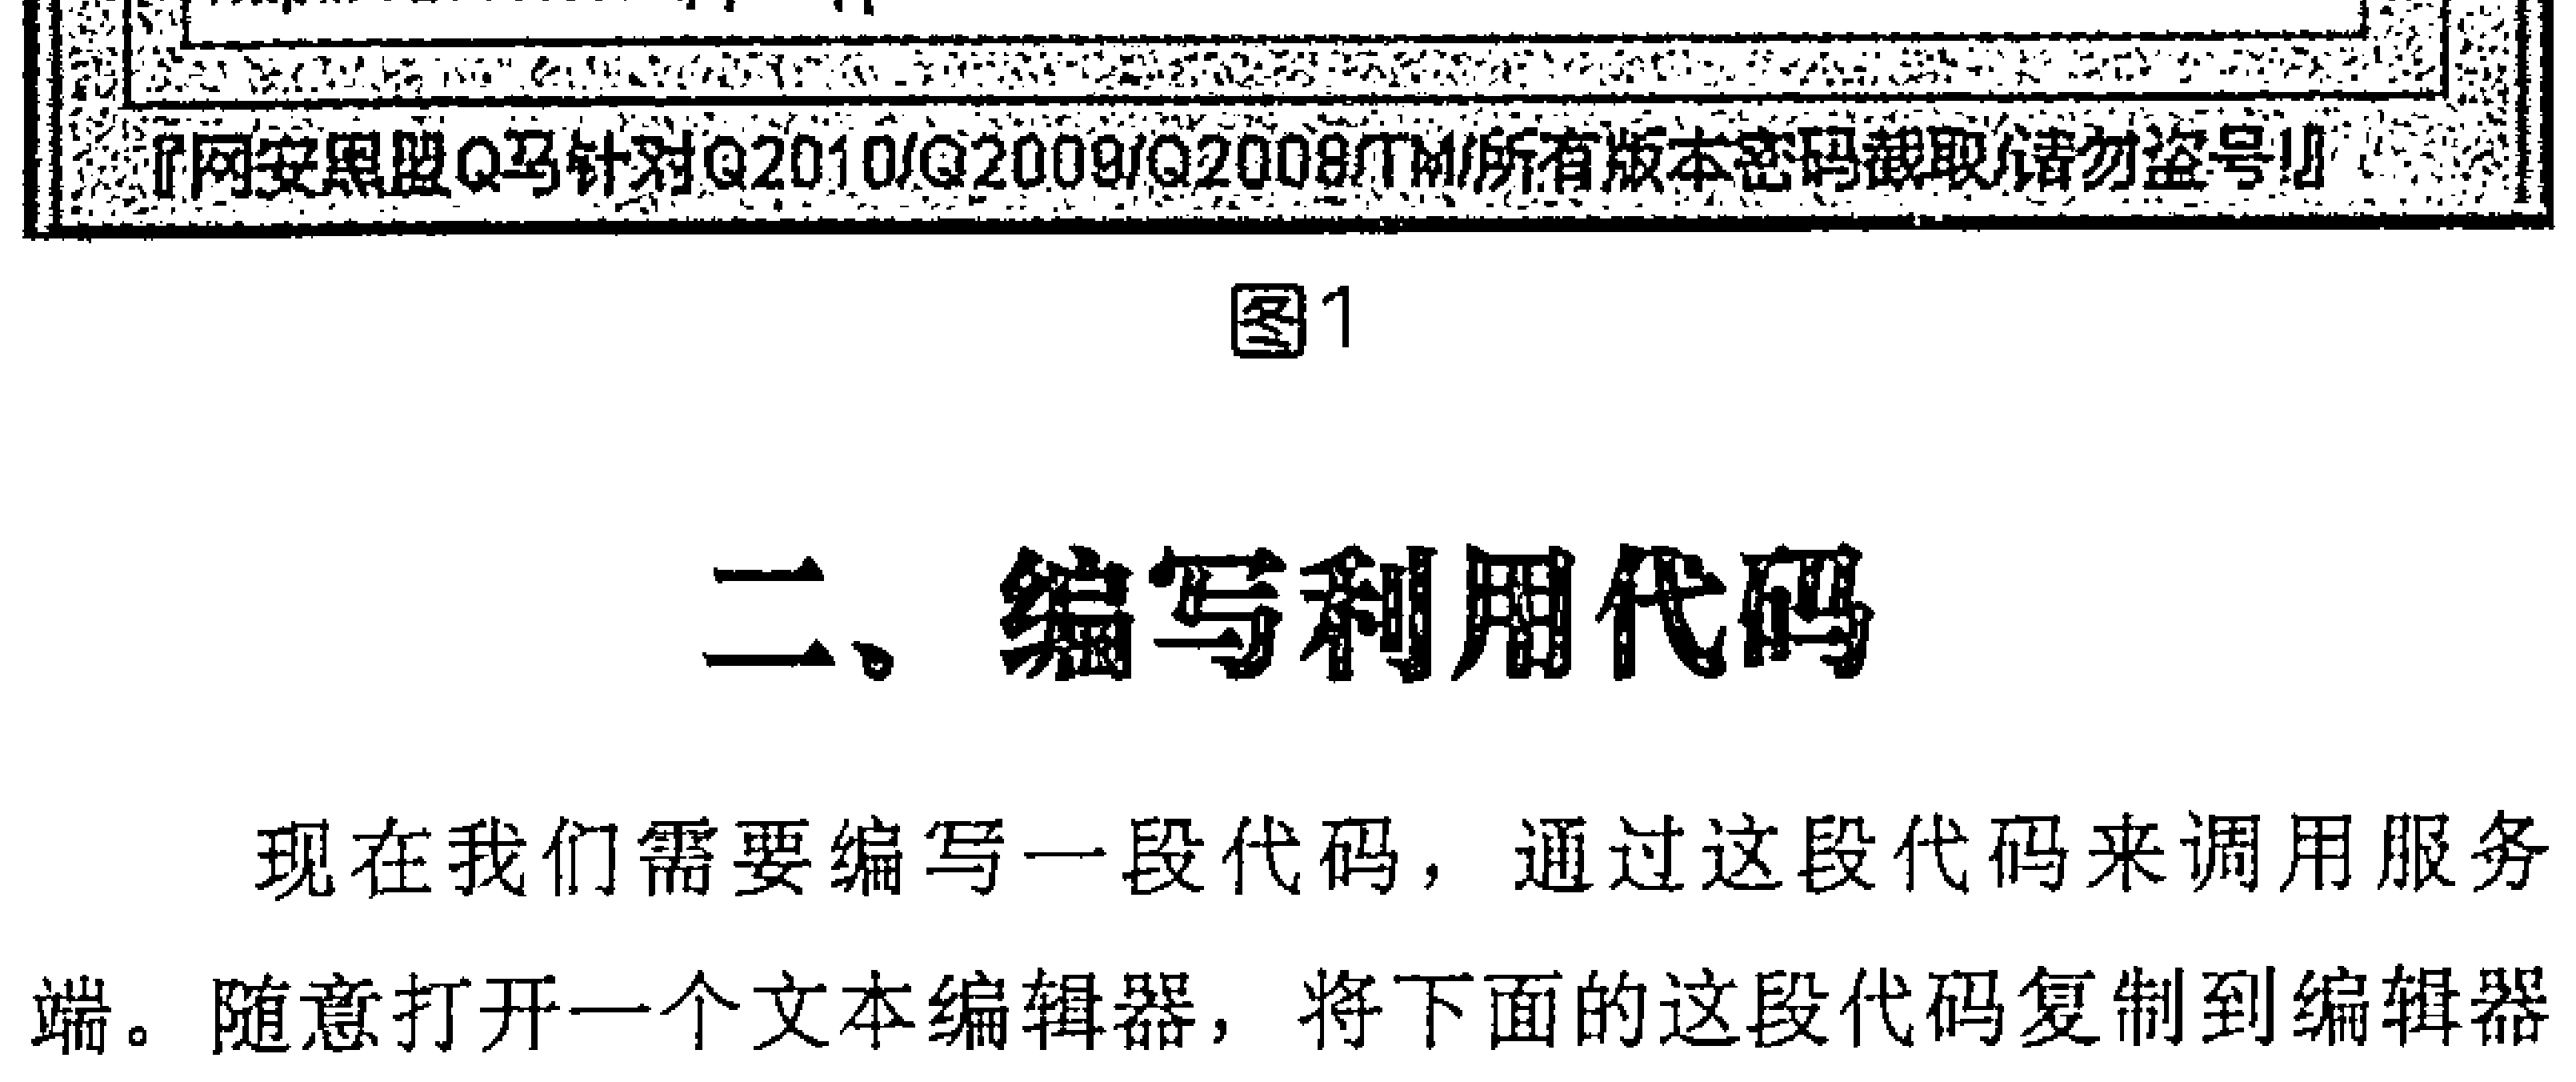 『网安黑盟Q马针对Q2010/Q2009/Q2008/TM/所有版本密码截取/请勿盗号!』
图1
二、编写利用代码
现在我们需要编写一段代码，通过这段代码来调用服务
端。随意打开一个文本编辑器，将下面的这段代码复制到编辑器